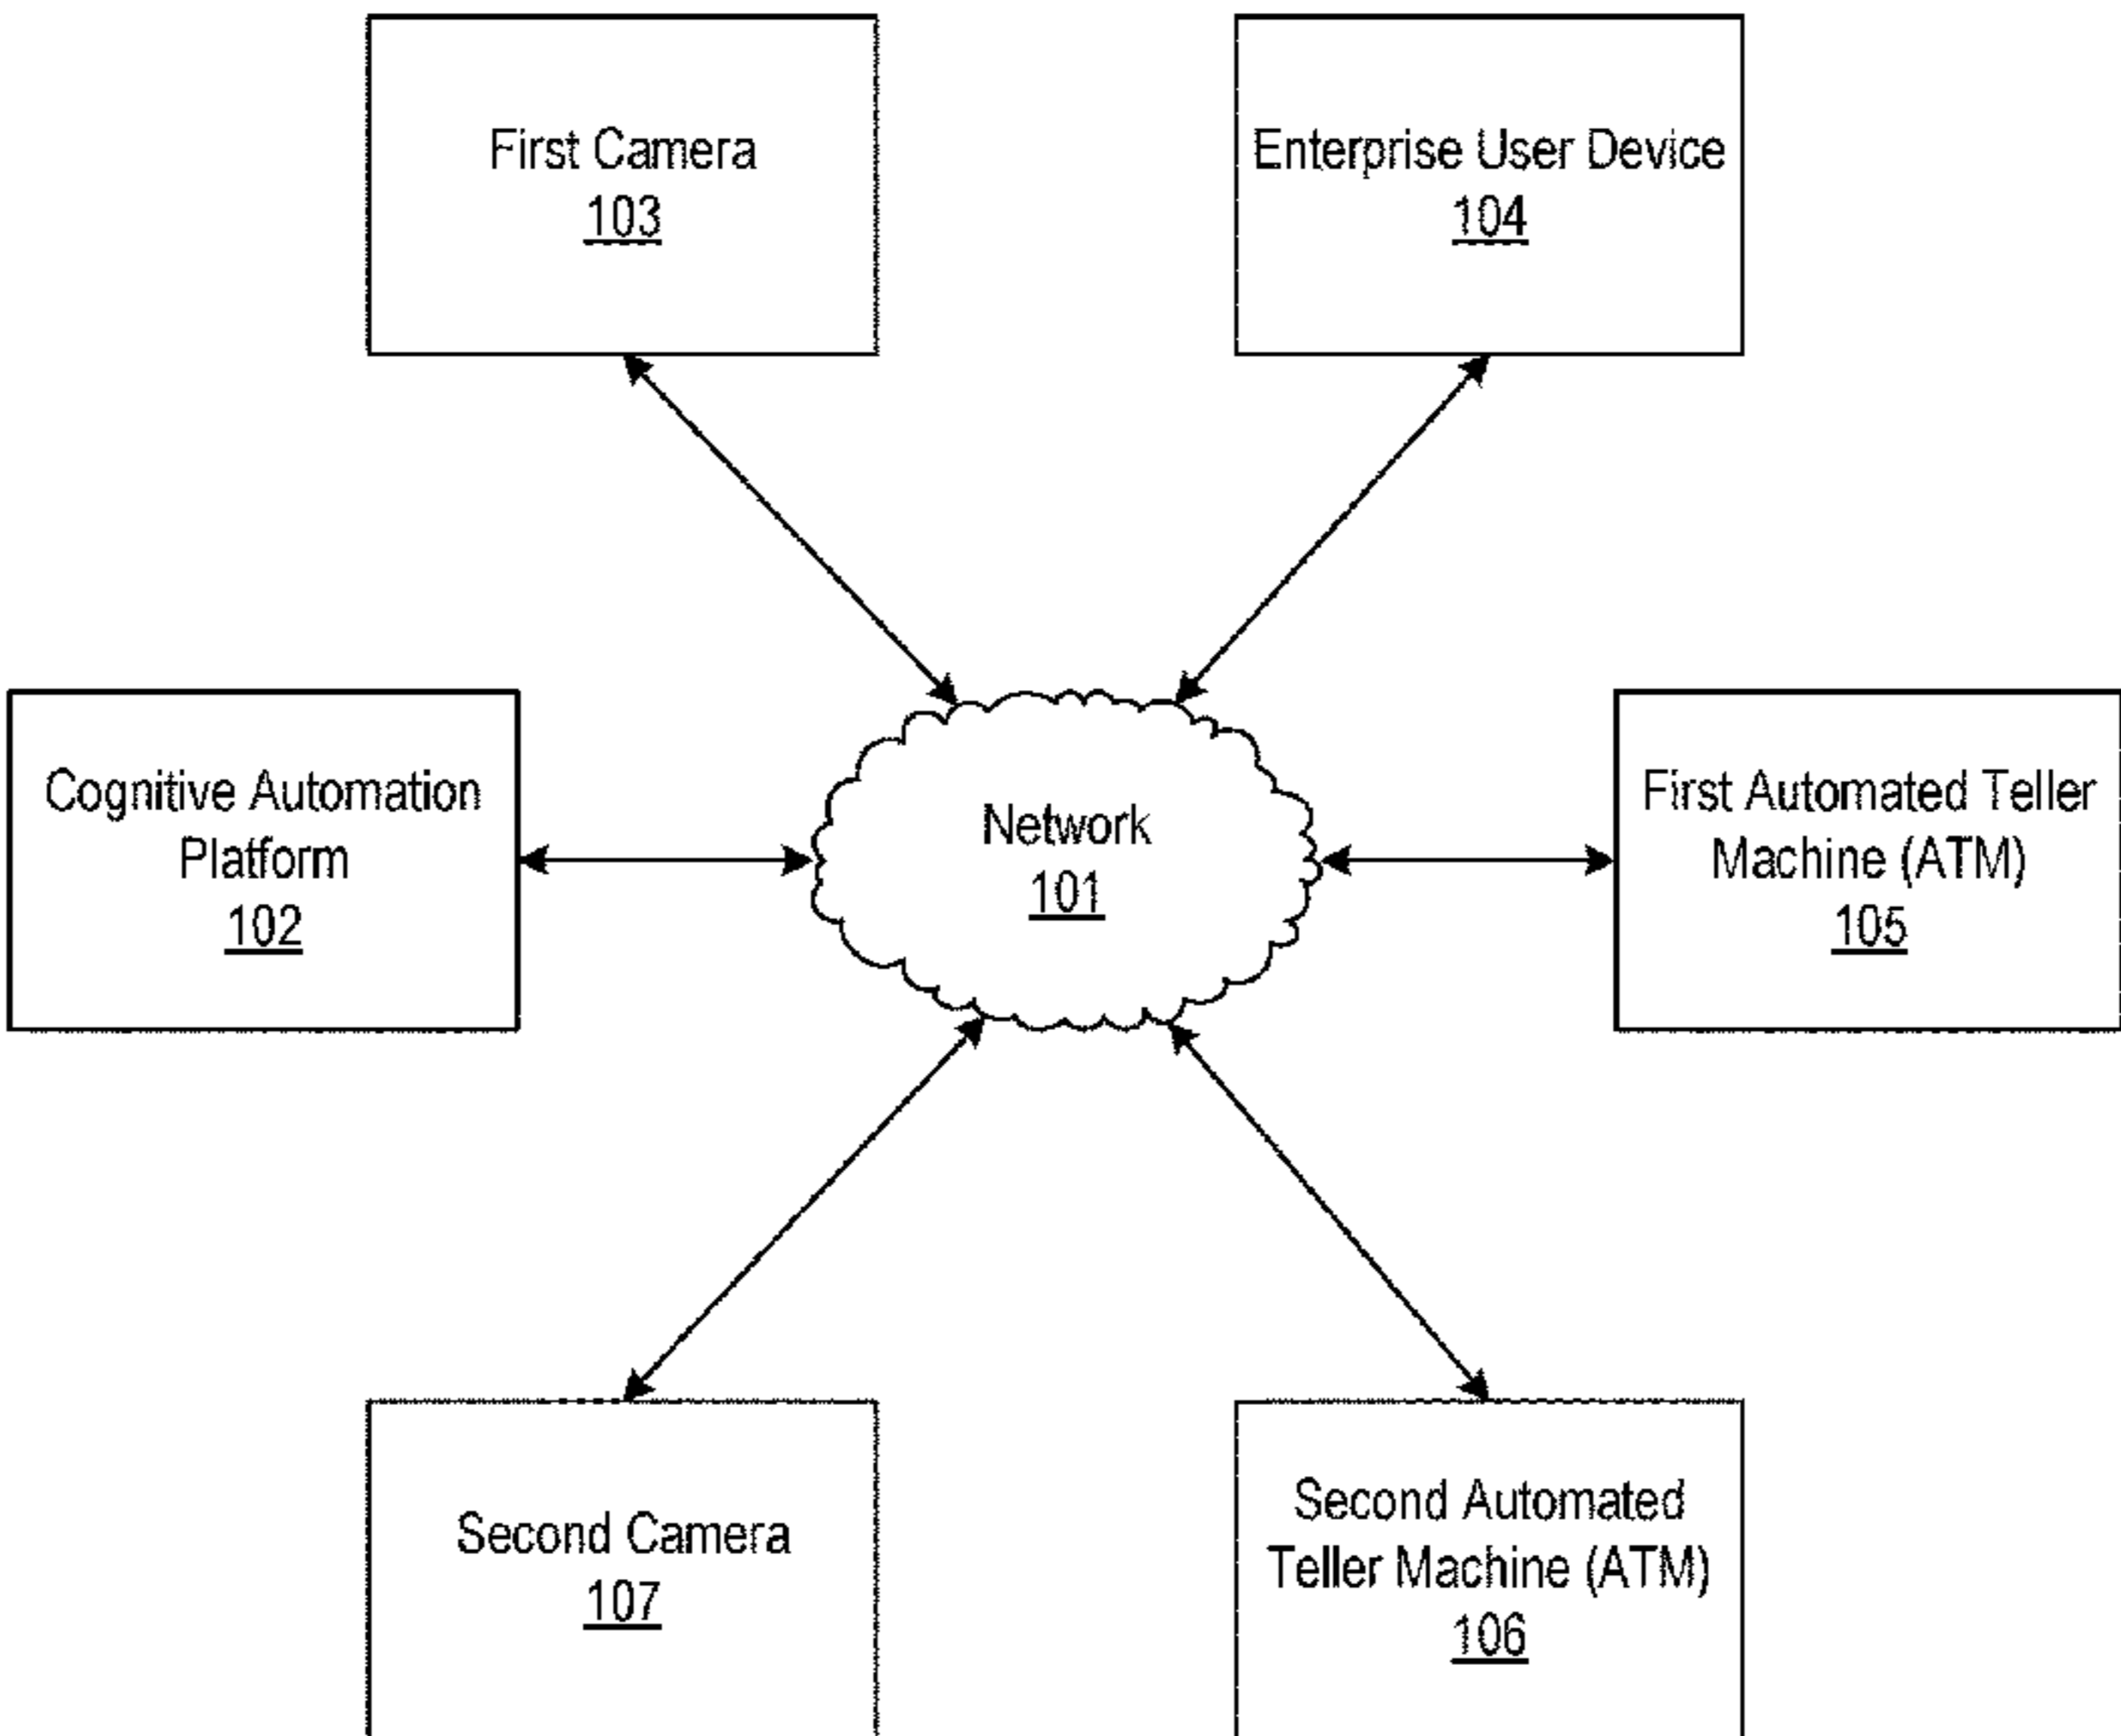 First Camera
103
Enterprise User Device
104
Cognitive Automation
Platform
102
Network
101
First Automated Teller
Machine (ATM)
105
Second Camera
107
Second Automated
Teller Machine (ATM)
106